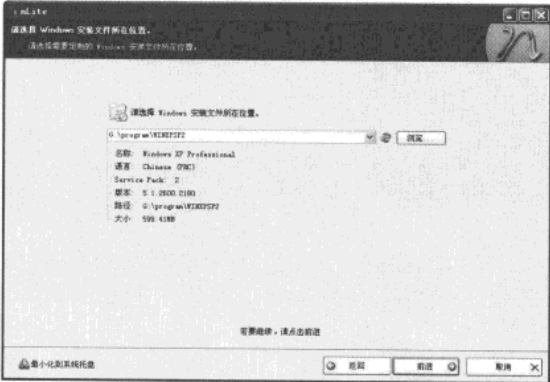 nLite
请选择 Windows 安装文件所在位置。
请选择需要定制的 Windows 安装文件所在位置。
请选择 Windows 安装文件所在位置。
G:\program\WINXPSP2
浏览
名称: Windows XP Professional
语言: Chinese (PRC)
Service Pack: 2
版本: 5.1.2600.2180
路径: G:\program\WINXPSP2
大小: 599.41MB
若要继续，请点击前进
最小化到系统托盘
返回
前进
取消